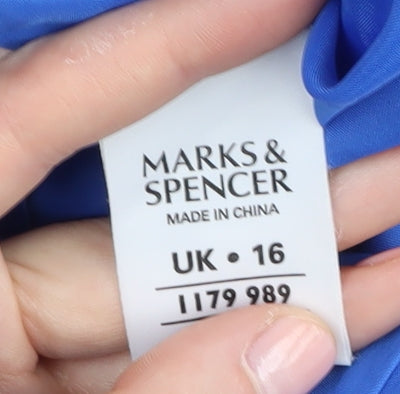 MARKS &
SPENCER
MADE IN CHINA
UK • 16
1179 989